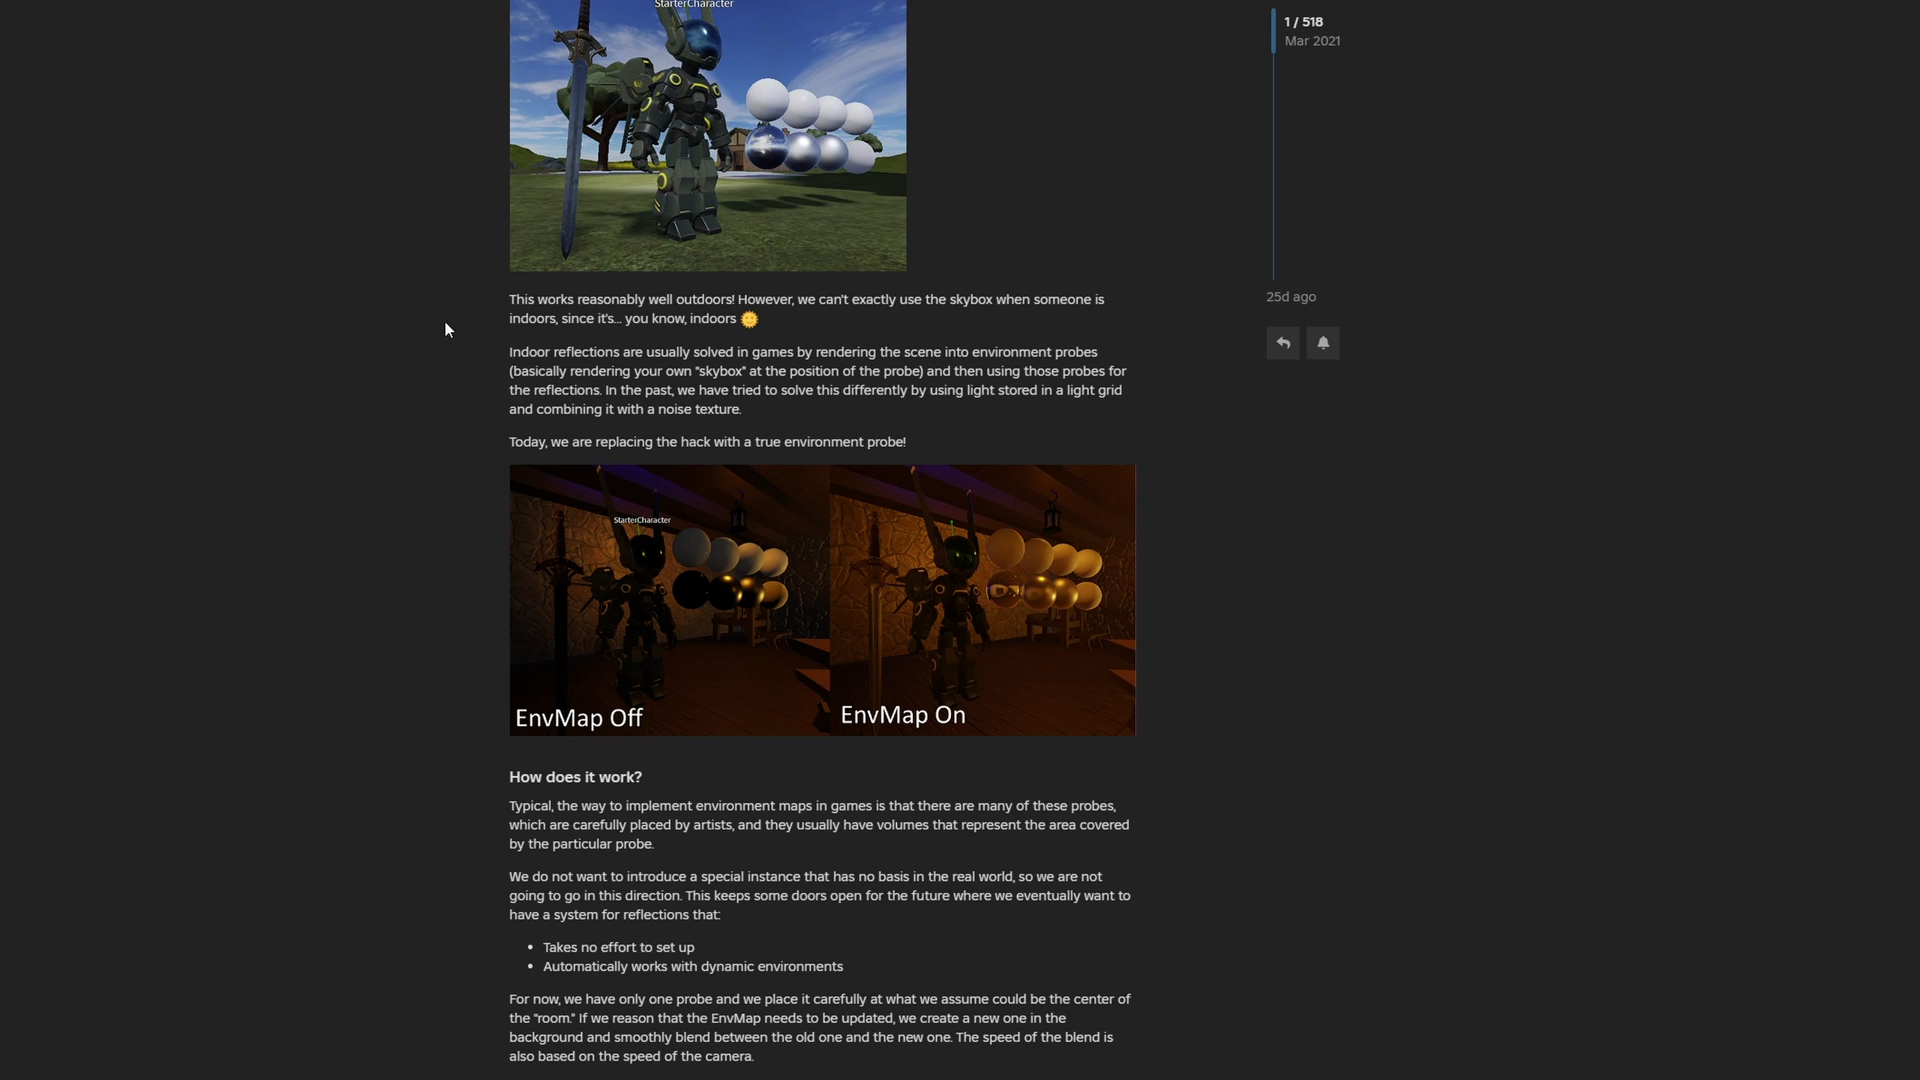 StarterCharacter
1 / 518
Mar 2021
This works reasonably well outdoors! However, we can't exactly use the skybox when someone is
indoors, since it's... you know, indoors 🌞
25d ago
Indoor reflections are usually solved in games by rendering the scene into environment probes
(basically rendering your own "skybox" at the position of the probe) and then using those probes for
the reflections. In the past, we have tried to solve this differently by using light stored in a light grid
and combining it with a noise texture.
Today, we are replacing the hack with a true environment probe!
StarterCharacter
EnvMap Off
EnvMap On
How does it work?
Typical, the way to implement environment maps in games is that there are many of these probes,
which are carefully placed by artists, and they usually have volumes that represent the area covered
by the particular probe.
We do not want to introduce a special instance that has no basis in the real world, so we are not
going to go in this direction. This keeps some doors open for the future where we eventually want to
have a system for reflections that:
• Takes no effort to set up
• Automatically works with dynamic environments
For now, we have only one probe and we place it carefully at what we assume could be the center of
the "room." If we reason that the EnvMap needs to be updated, we create a new one in the
background and smoothly blend between the old one and the new one. The speed of the blend is
also based on the speed of the camera.